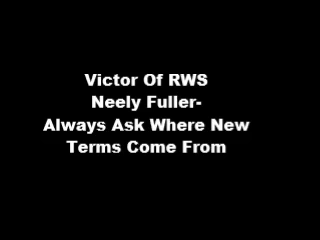 Victor Of RWS
Neely Fuller-
Always Ask Where New
Terms Come From